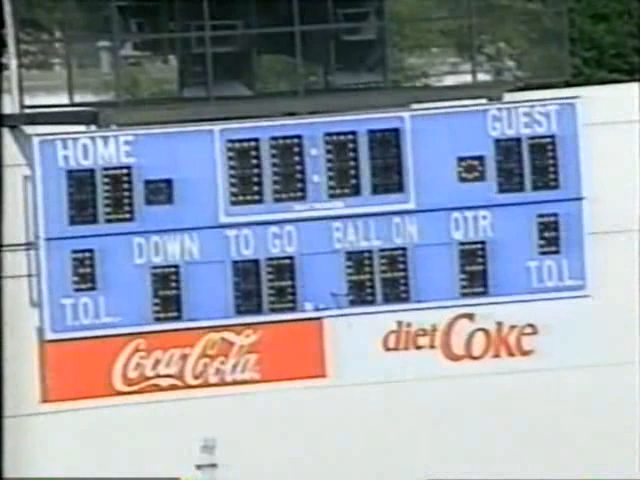 HOME GUEST
DOWN TO GO BALL ON QTR
T.O.L. T.O.L.
Coca-Cola diet Coke